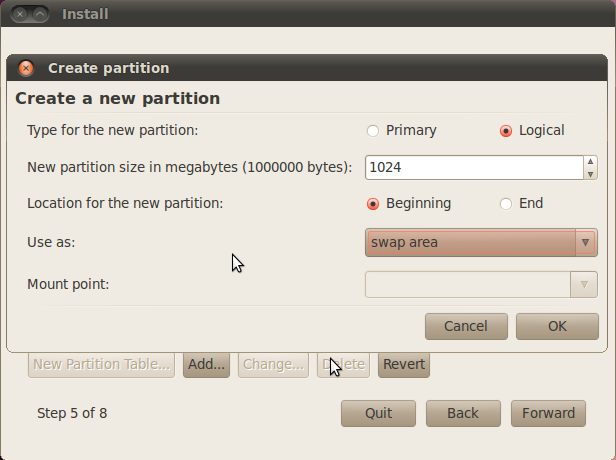 Install
Create partition
Create a new partition
Type for the new partition: Primary Logical
New partition size in megabytes (1000000 bytes): 1024
Location for the new partition: Beginning End
Use as: swap area
Mount point:
Cancel OK
New Partition Table... Add... Change... Delete Revert
Step 5 of 8 Quit Back Forward